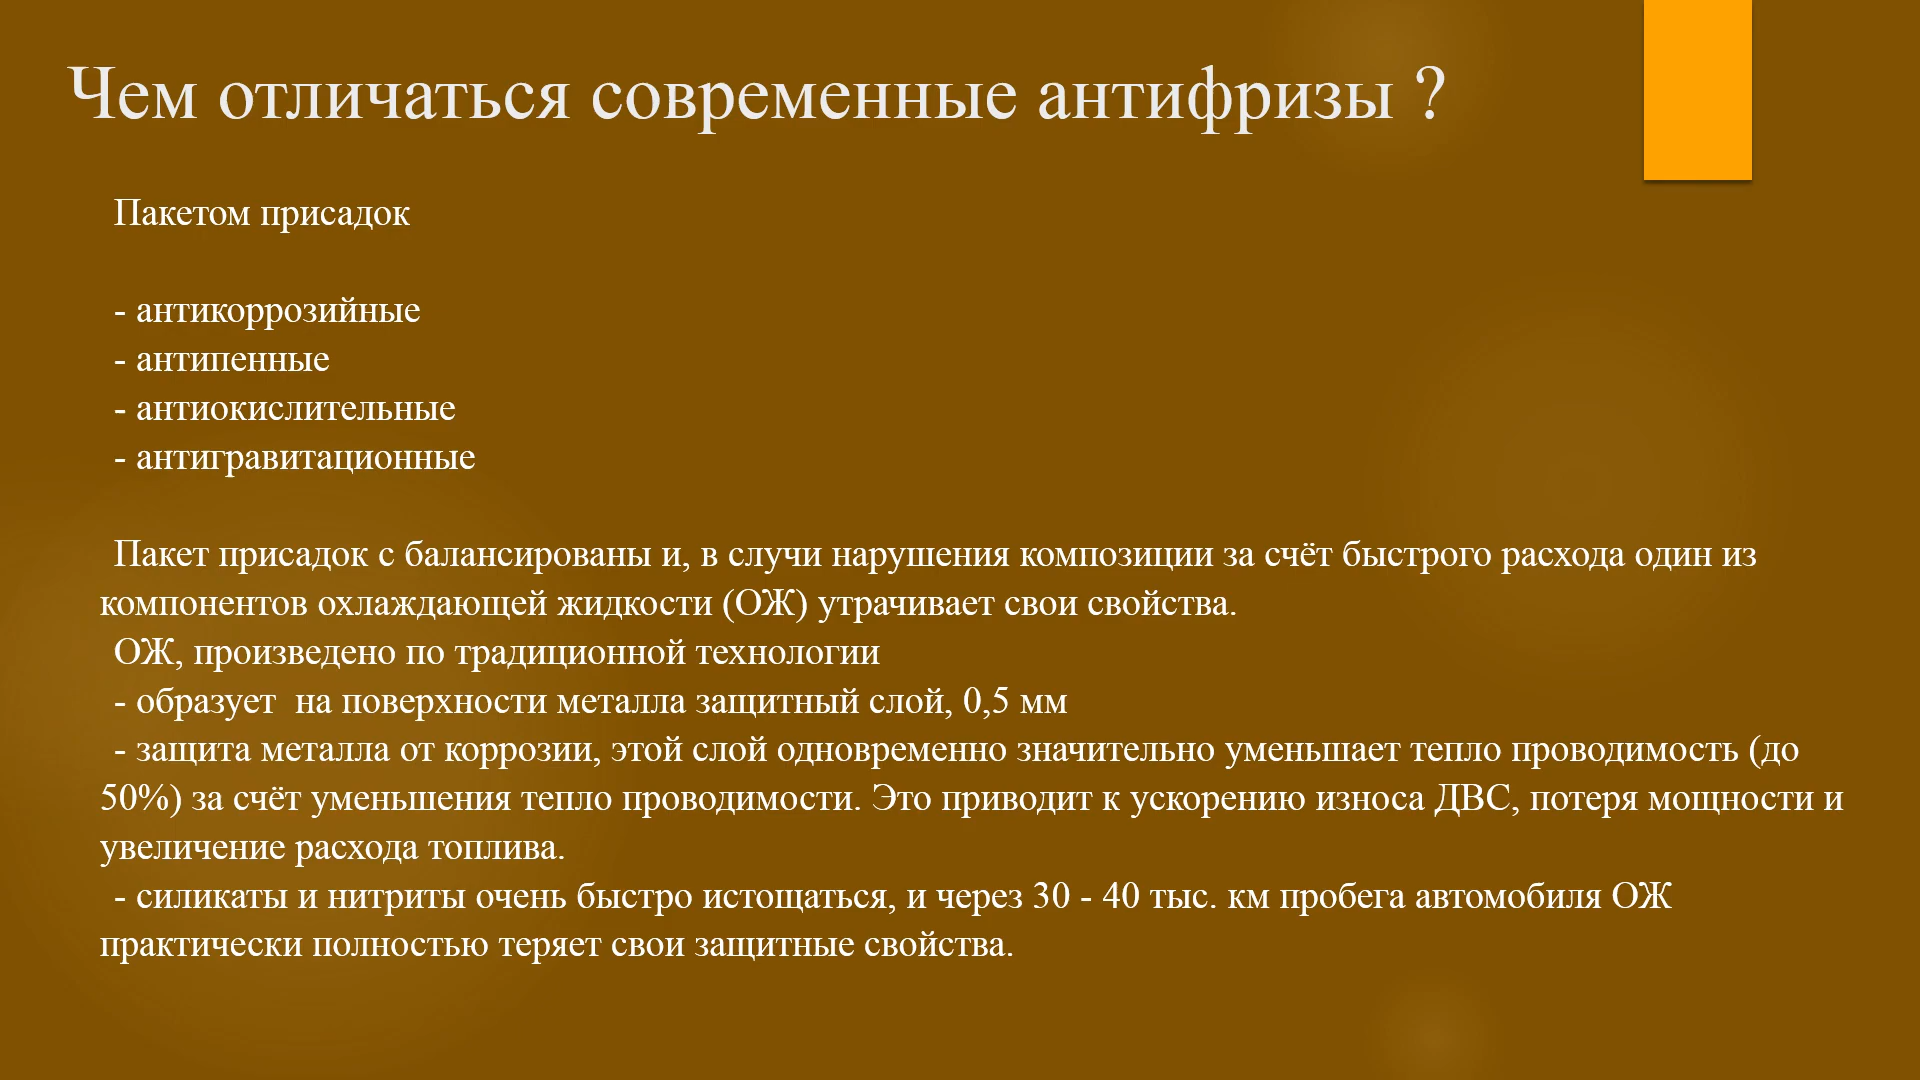 Чем отличаться современные антифризы ?
Пакетом присадок
- антикоррозийные
- антипенные
- антиокислительные
- антигравитационные
Пакет присадок с балансированы и, в случи нарушения композиции за счёт быстрого расхода один из
компонентов охлаждающей жидкости (ОЖ) утрачивает свои свойства.
ОЖ, произведено по традиционной технологии
- образует  на поверхности металла защитный слой, 0,5 мм
- защита металла от коррозии, этой слой одновременно значительно уменьшает тепло проводимость (до
50%) за счёт уменьшения тепло проводимости. Это приводит к ускорению износа ДВС, потеря мощности и
увеличение расхода топлива.
- силикаты и нитриты очень быстро истощаться, и через 30 - 40 тыс. км пробега автомобиля ОЖ
практически полностью теряет свои защитные свойства.